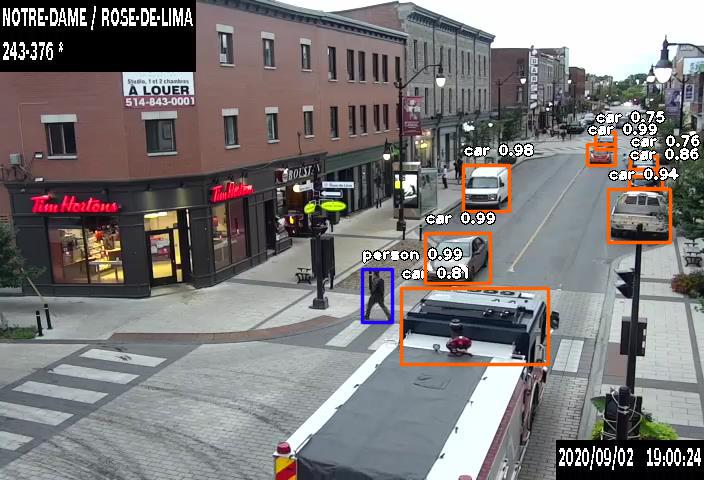 NOTRE-DAME / ROSE-DE-LIMA
243-376 *
Studio, 1 et 2 chambres
À LOUER
514-843-0001
Tim Hortons
Tim Hortons
car 0.98
car 0.75
car 0.99
car 0.76
car 0.86
car 0.94
car 0.99
person 0.99
car 0.81
2020/09/02 19:00:24